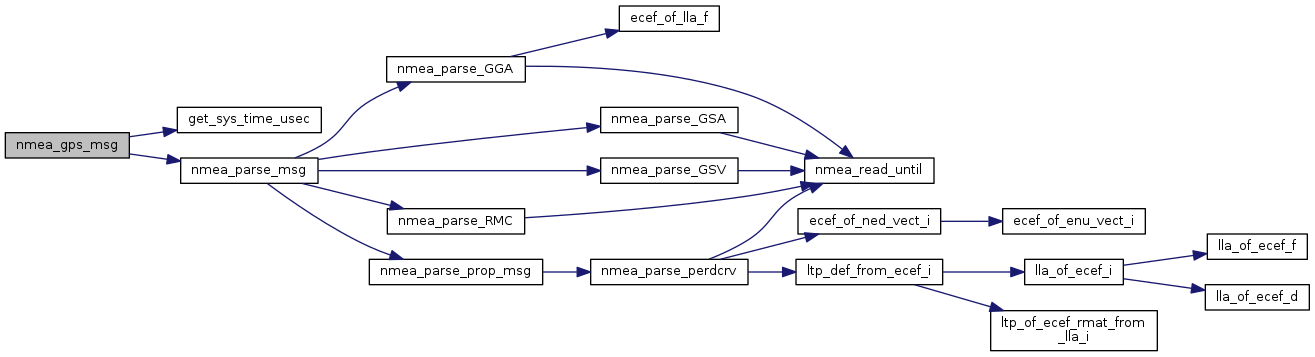 ecef_of_lla_f
nmea_parse_GGA
get_sys_time_usec
nmea_parse_GSA
nmea_gps_msg
nmea_parse_msg
nmea_parse_GSV
nmea_read_until
nmea_parse_RMC
ecef_of_ned_vect_i
ecef_of_enu_vect_i
lla_of_ecef_f
nmea_parse_prop_msg
nmea_parse_perdcrv
ltp_def_from_ecef_i
lla_of_ecef_i
lla_of_ecef_d
ltp_of_ecef_rmat_from
_lla_i